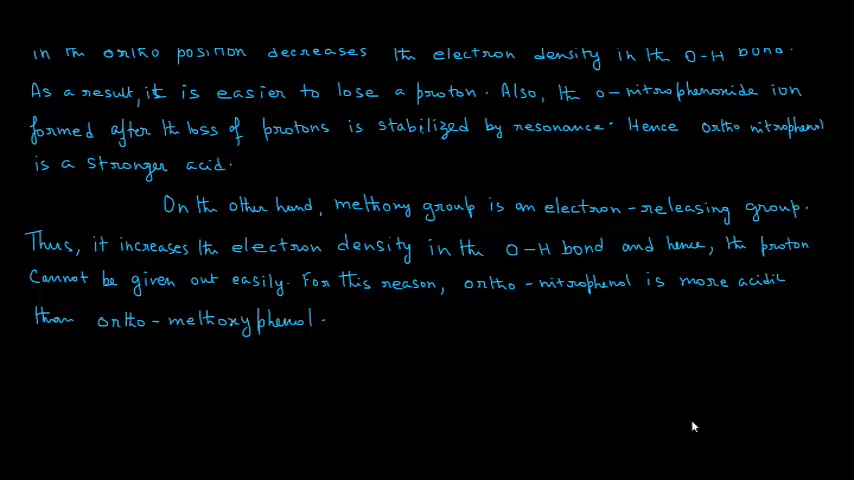 in the ortho position decreases the electron density in the O-H bond.
As a result, it is easier to lose a proton. Also, the o-nitrophenoxide ion
formed after the loss of protons is stabilized by resonance. Hence ortho nitrophenol
is a stronger acid.
On the other hand, methoxy group is an electron-releasing group.
Thus, it increases the electron density in the O-H bond and hence, the proton
Cannot be given out easily. For this reason, ortho-nitrophenol is more acidic
than ortho-methoxyphenol.